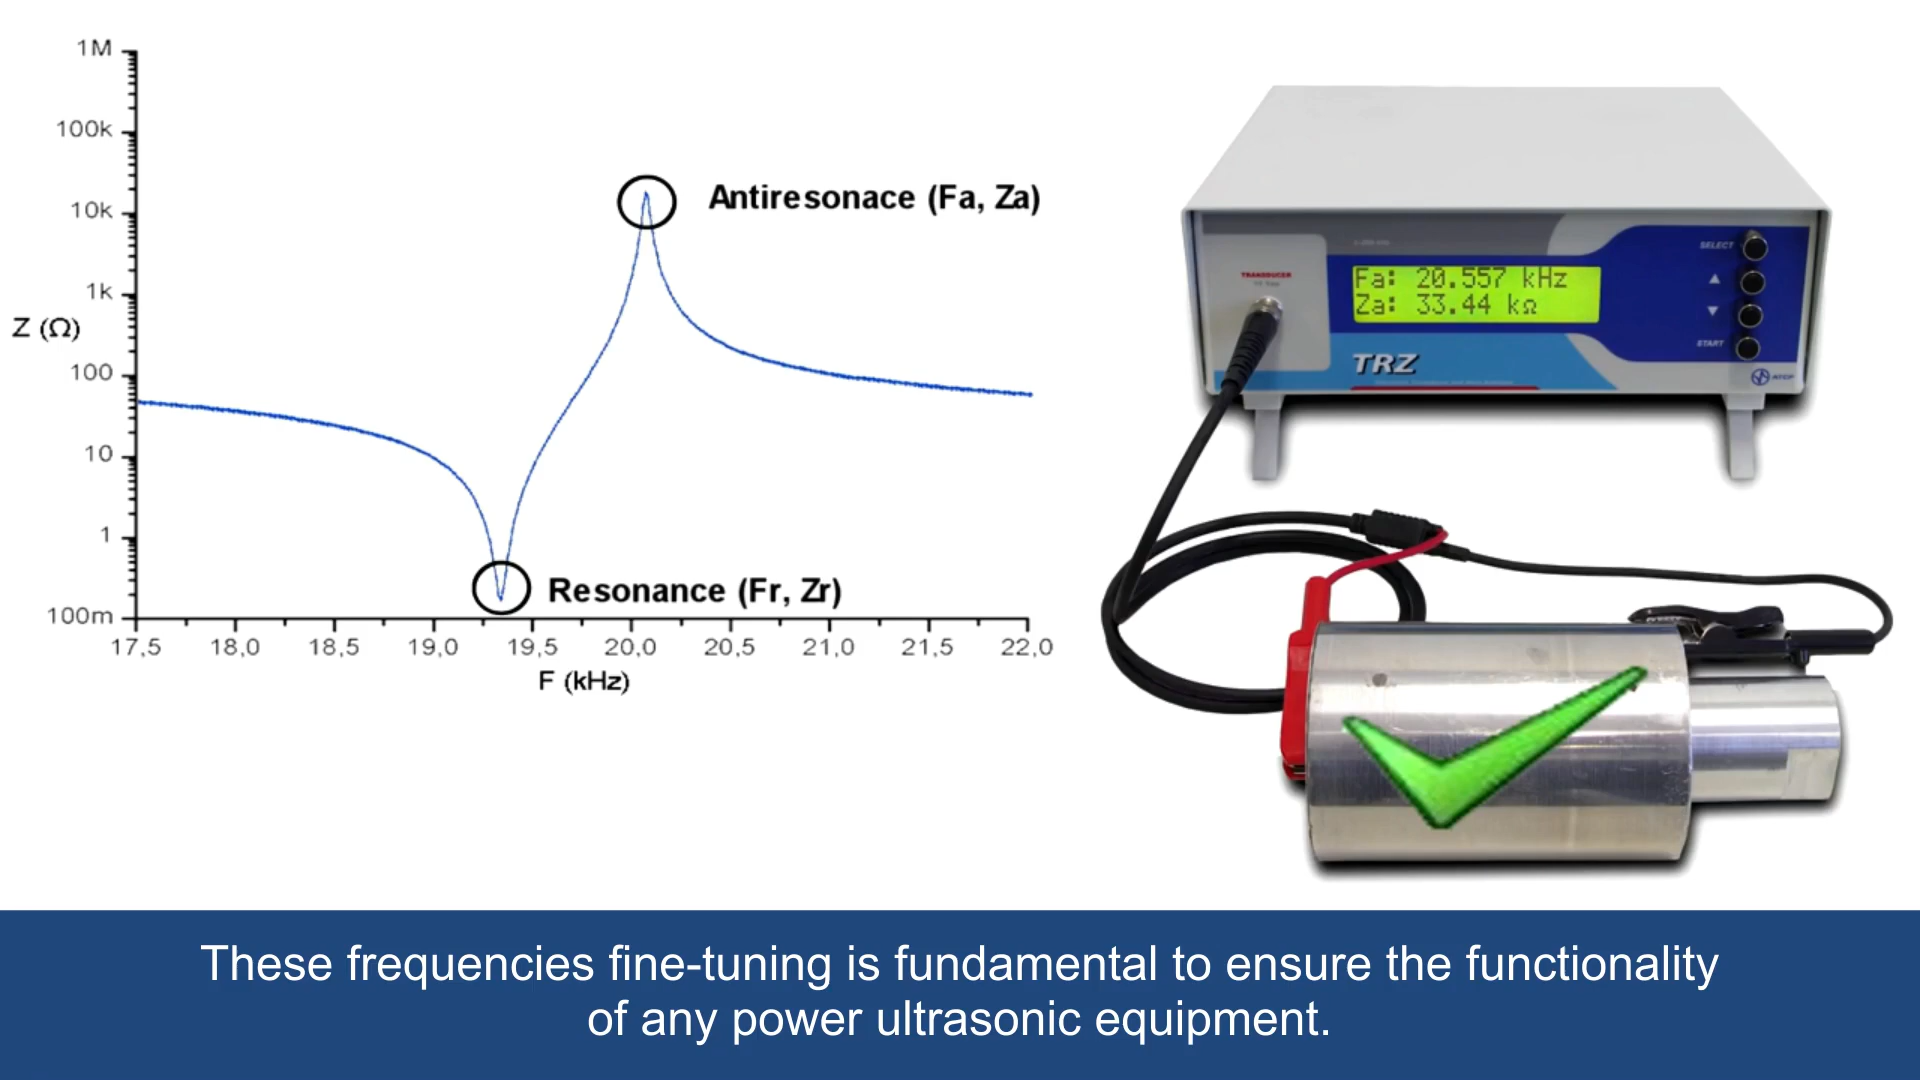 1M
100k
10k
1k
100
10
1
100m
Z (Ω)
17,5 18,0 18,5 19,0 19,5 20,0 20,5 21,0 21,5 22,0
F (kHz)
Antiresonace (Fa, Za)
Resonance (Fr, Zr)
TRANSDUCER
Fa: 20.557 kHz
Za: 33.44 kΩ
SELECT
START
TRZ
ATCP
These frequencies fine-tuning is fundamental to ensure the functionality
of any power ultrasonic equipment.